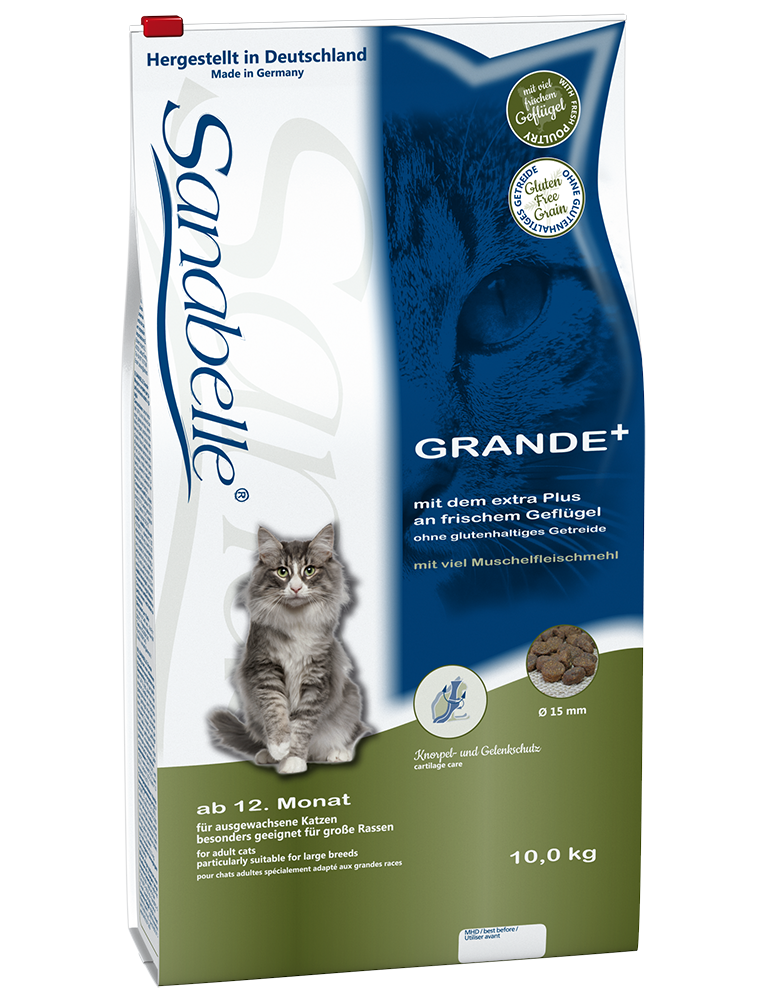 Hergestellt in Deutschland
Made in Germany
Sanabelle®
mit viel
frischem
Geflügel
WITH FRESH POULTRY
OHNE GLUTENHALTIGES GETREIDE
Gluten
Free
Grain
GRANDE+
mit dem extra Plus
an frischem Geflügel
ohne glutenhaltiges Getreide
mit viel Muschelfleischmehl
Ø 15 mm
Knorpel- und Gelenkschutz
cartilage care
ab 12. Monat
für ausgewachsene Katzen
besonders geeignet für große Rassen
for adult cats
particularly suitable for large breeds
pour chats adultes spécialement adapté aux grandes races
10,0 kg
MHD / best before /
Utiliser avant